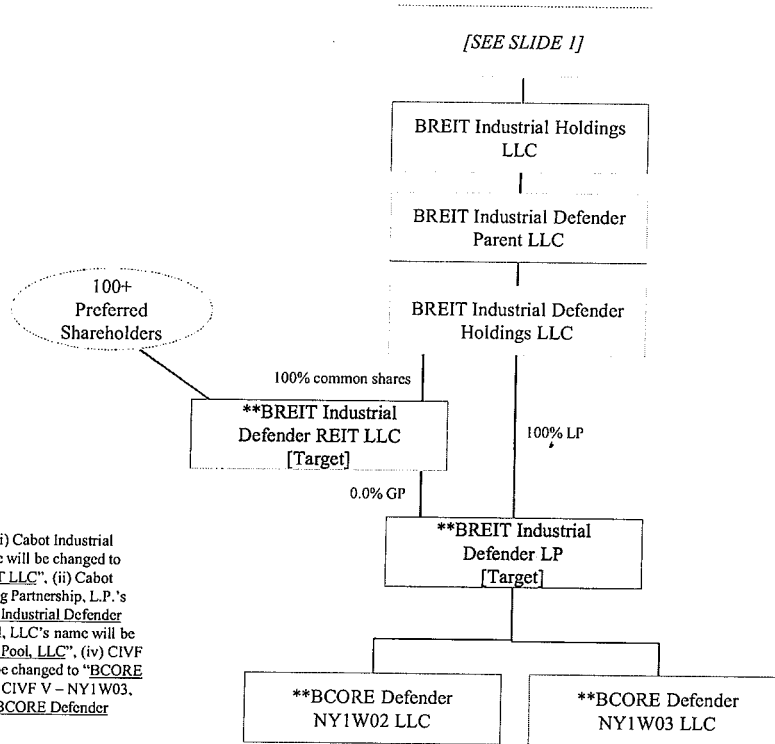 [SEE SLIDE 1]
BREIT Industrial Holdings
LLC
BREIT Industrial Defender
Parent LLC
100+
Preferred
Shareholders
BREIT Industrial Defender
Holdings LLC
100% common shares
**BREIT Industrial
Defender REIT LLC
[Target]
100% LP
0.0% GP
**BREIT Industrial
Defender LP
[Target]
i) Cabot Industrial
e will be changed to
T LLC", (ii) Cabot
g Partnership, L.P.'s
Industrial Defender
l, LLC's name will be
Pool, LLC", (iv) CIVF
be changed to "BCORE
CIVF V – NY1W03,
BCORE Defender
**BCORE Defender
NY1W02 LLC
**BCORE Defender
NY1W03 LLC